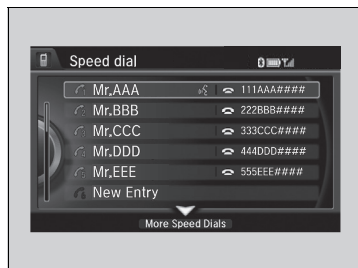 Speed dial
Mr.AAA 111AAA####
Mr.BBB 222BBB####
Mr.CCC 333CCC####
Mr.DDD 444DDD####
Mr.EEE 555EEE####
New Entry
More Speed Dials